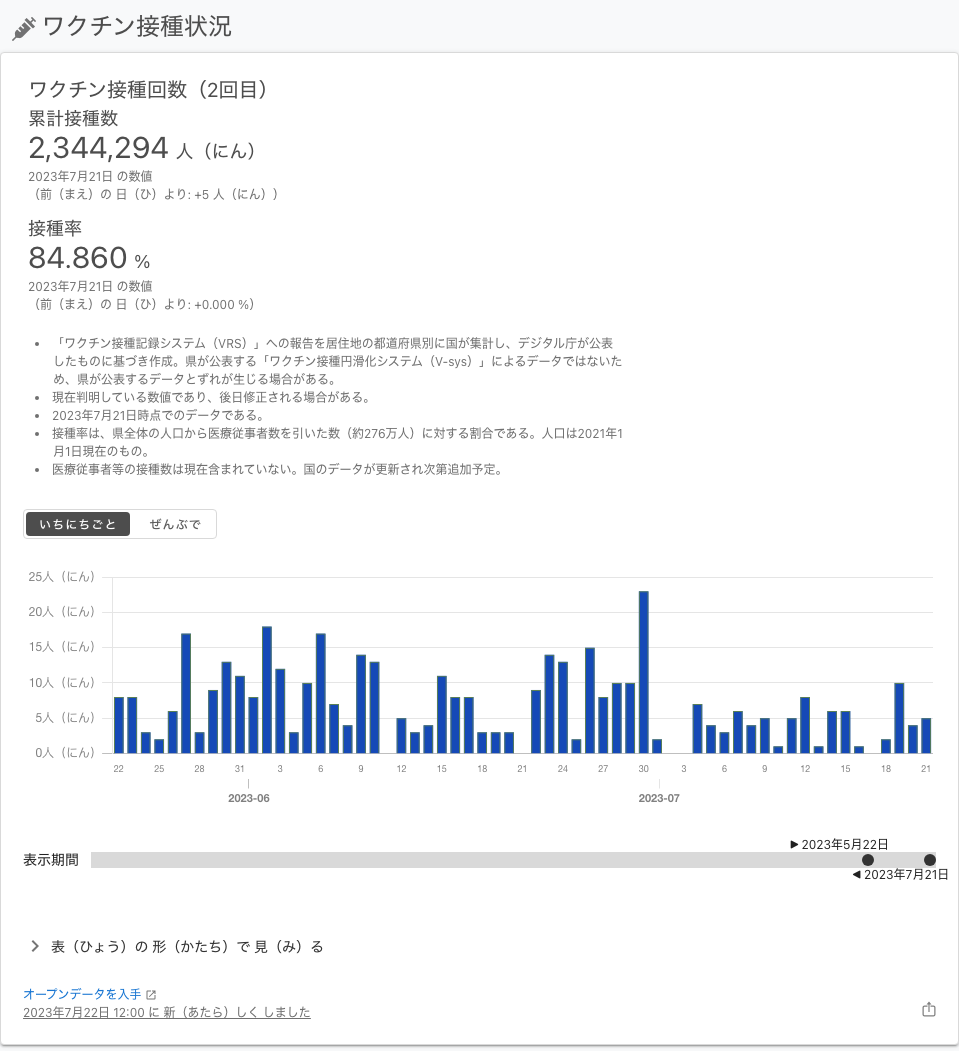 ワクチン接種状況
ワクチン接種回数（2回目）
累計接種数
2,344,294 人（にん）
2023年7月21日 の数値
（前（まえ）の 日（ひ）より: +5 人（にん））
接種率
84.860 %
2023年7月21日 の数値
（前（まえ）の 日（ひ）より: +0.000 %）
• 「ワクチン接種記録システム（VRS）」への報告を居住地の都道府県別に国が集計し、デジタル庁が公表
したものに基づき作成。県が公表する「ワクチン接種円滑化システム（V-sys）」によるデータではないた
め、県が公表するデータとずれが生じる場合がある。
• 現在判明している数値であり、後日修正される場合がある。
• 2023年7月21日時点でのデータである。
• 接種率は、県全体の人口から医療従事者数を引いた数（約276万人）に対する割合である。人口は2021年1
月1日現在のもの。
• 医療従事者等の接種数は現在含まれていない。国のデータが更新され次第追加予定。
いちにちごと ぜんぶで
25人（にん）
20人（にん）
15人（にん）
10人（にん）
5人（にん）
0人（にん）
22 25 28 31 3 6 9 12 15 18 21 24 27 30 3 6 9 12 15 18 21
2023-06 2023-07
▶ 2023年5月22日
表示期間
◀ 2023年7月21日
表（ひょう）の 形（かたち）で 見（み）る
オープンデータを入手
2023年7月22日 12:00 に 新（あたら）しく しました